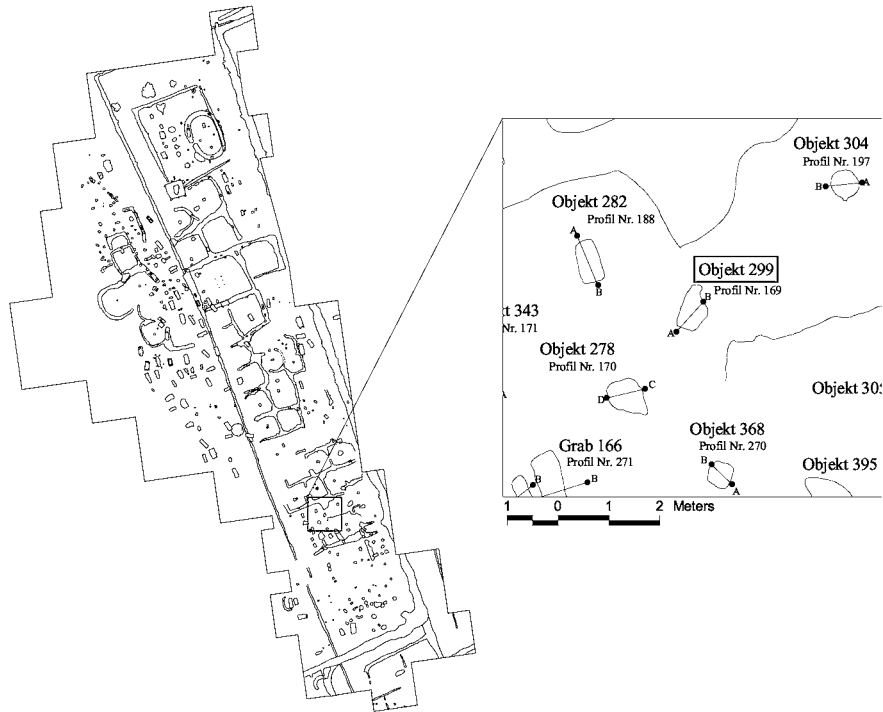 Objekt 304
Profil Nr. 197
B A
Objekt 282
Profil Nr. 188
A
B
Objekt 299
Profil Nr. 169
B
A
t 343
Nr. 171
Objekt 278
Profil Nr. 170
C
D
A
Objekt 30
Objekt 368
Profil Nr. 270
B
A
Grab 166
Profil Nr. 271
B B
Objekt 395
1 0 1 2 Meters